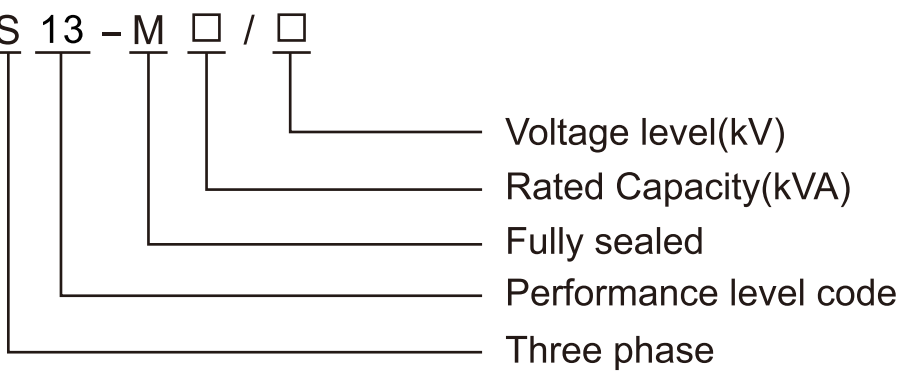 S 13 – M □ / □
Voltage level(kV)
Rated Capacity(kVA)
Fully sealed
Performance level code
Three phase